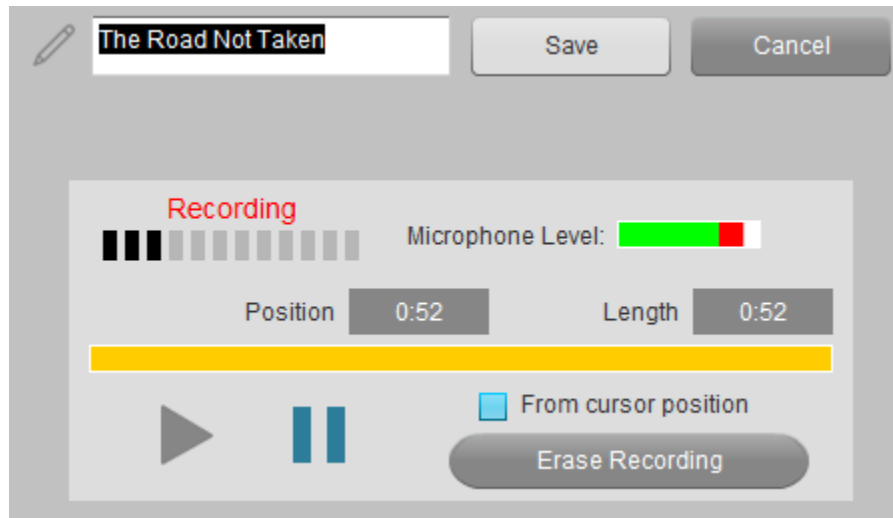 The Road Not Taken
Save
Cancel
Recording
Microphone Level:
Position
0:52
Length
0:52
From cursor position
Erase Recording